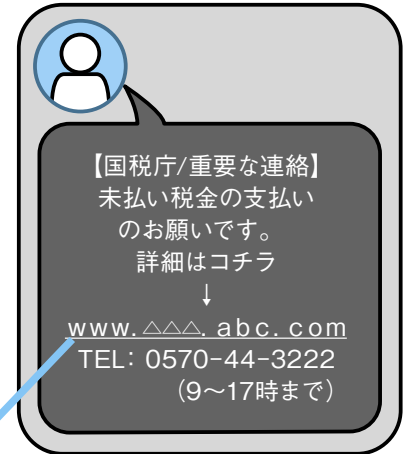 【国税庁/重要な連絡】
未払い税金の支払い
のお願いです。
詳細はコチラ
↓
www.△△△.abc.com
TEL：0570-44-3222
（9〜17時まで）